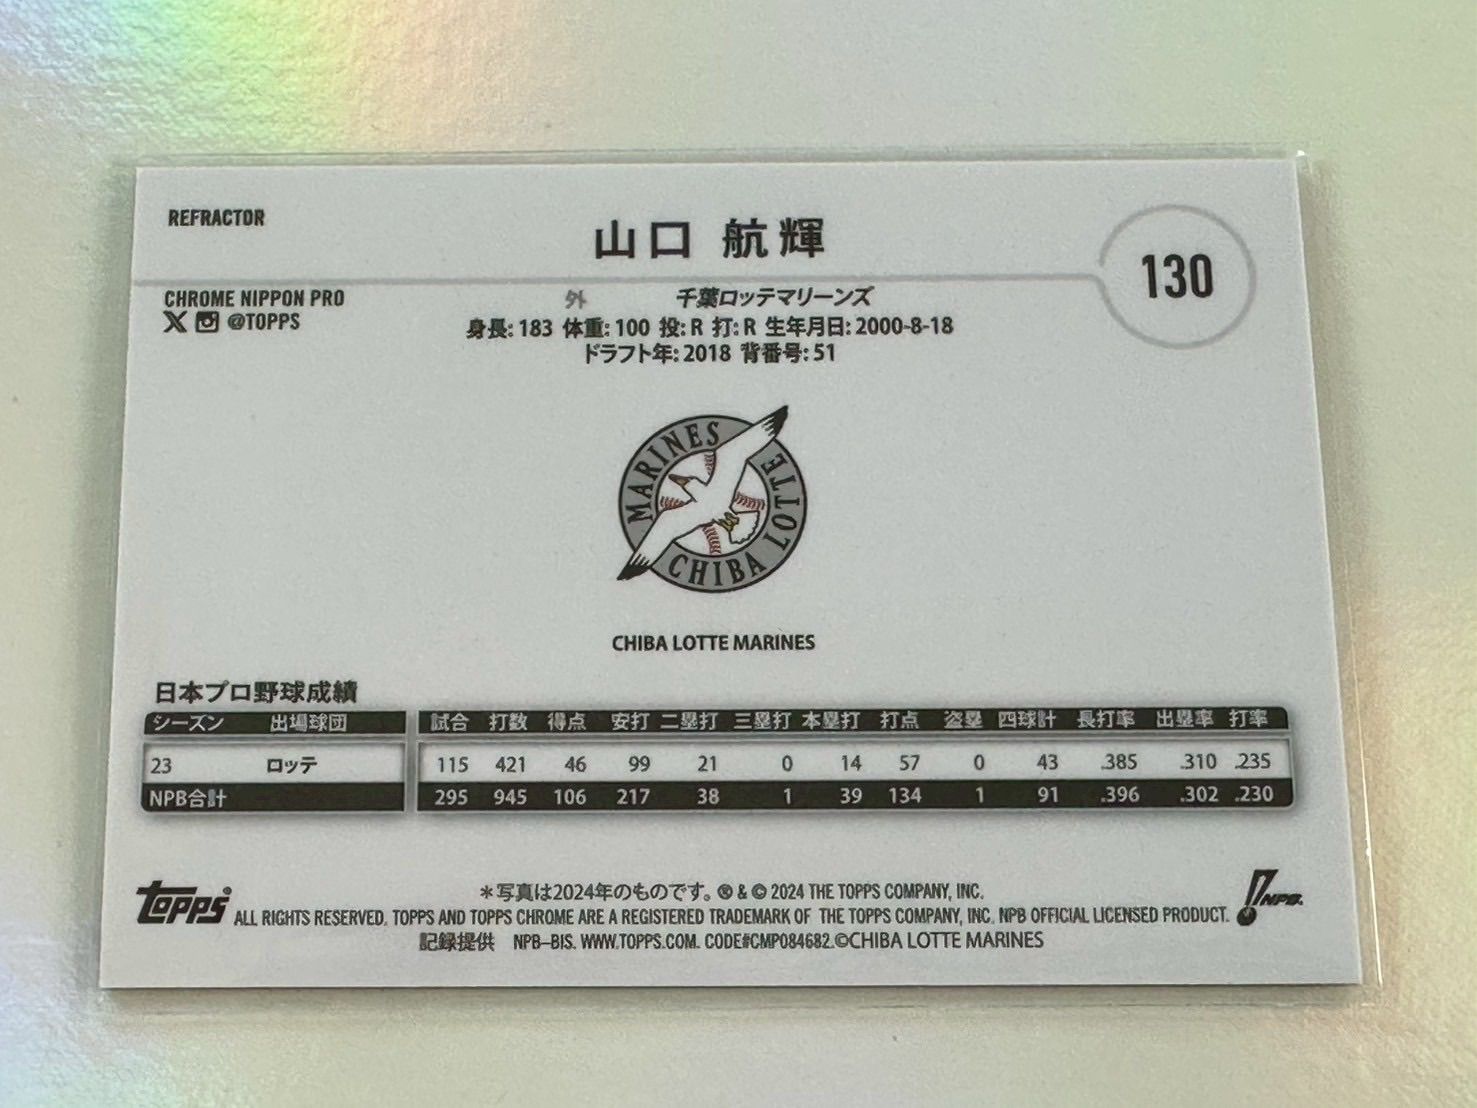 REFRACTOR
山口 航輝
130
CHROME NIPPON PRO
@TOPPS
外 千葉ロッテマリーンズ
身長:183 体重:100 投:R 打:R 生年月日:2000-8-18
ドラフト年:2018 背番号:51
MARINES
CHIBA LOTTE
CHIBA LOTTE MARINES
日本プロ野球成績
シーズン 出場球団 試合 打数 得点 安打 二塁打 三塁打 本塁打 打点 盗塁 四球計 長打率 出塁率 打率
23 ロッテ 115 421 46 99 21 0 14 57 0 43 .385 .310 .235
NPB合計 295 945 106 217 38 1 39 134 1 91 .396 .302 .230
Topps
NPB.
*写真は2024年のものです。® & © 2024 THE TOPPS COMPANY, INC.
ALL RIGHTS RESERVED. TOPPS AND TOPPS CHROME ARE A REGISTERED TRADEMARK OF THE TOPPS COMPANY, INC. NPB OFFICIAL LICENSED PRODUCT.
記録提供 NPB-BIS. WWW.TOPPS.COM. CODE#CMP084682.©CHIBA LOTTE MARINES